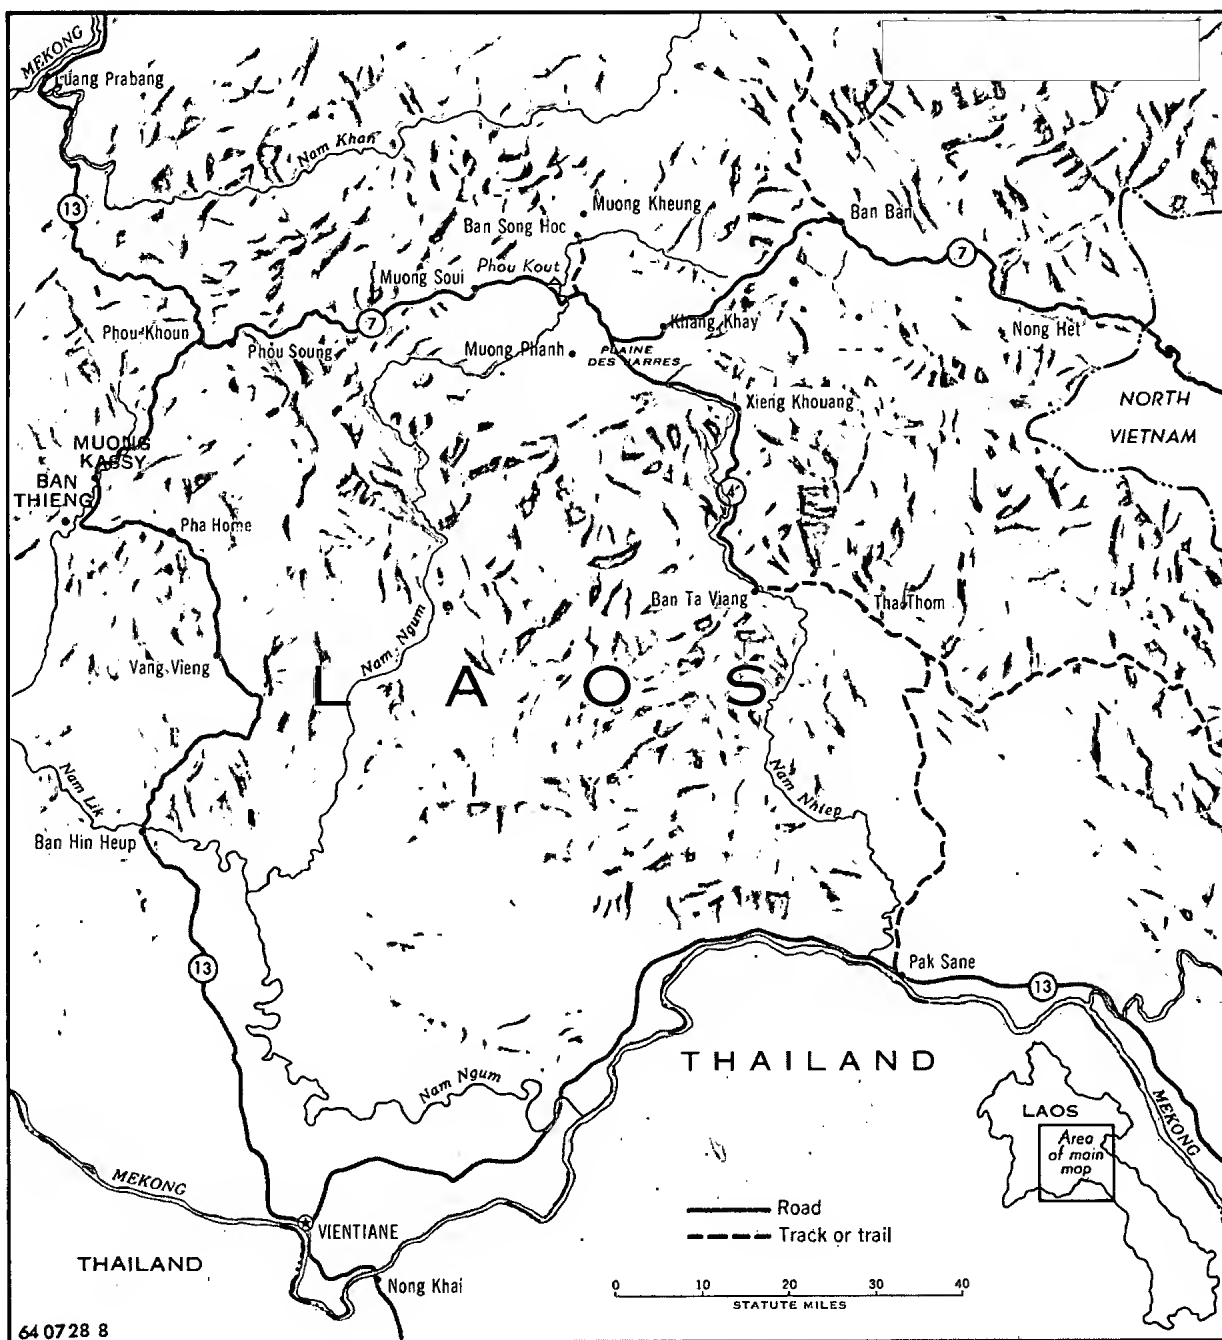 MEKONG
Luang Prabang
Nam Khan
13
Muong Kheung
Ban Ban
Ban Song Hoc
7
Phou Kout
Muong Soui
7
Khang Khay
Nong Het
Phou Khoun
Phou Soung
Muong Phanh
PLAINE
DES JARRES
Xieng Khouang
NORTH
VIETNAM
MUONG
KASSY
BAN
THIENG
4
Pha Home
Ban Ta Viang
Tha Thom
Nam Ngum
Vang Vieng
LAOS
Nam Lik
Nam Nhiep
Ban Hin Heup
13
Pak Sane
13
THAILAND
Nam Ngum
LAOS
Area
of main
map
MEKONG
MEKONG
Road
VIENTIANE
Track or trail
THAILAND
Nong Khai
0 10 20 30 40
STATUTE MILES
64 07 28 8